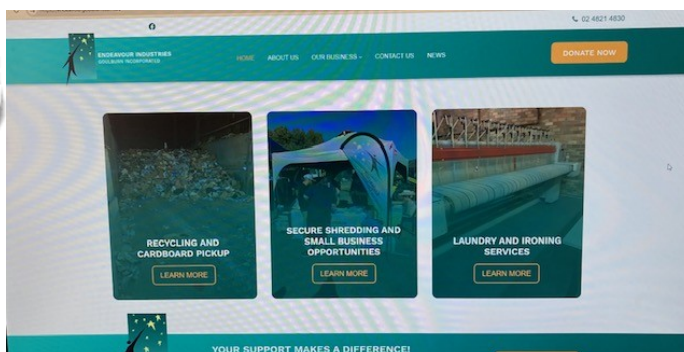 02 4821 4830
ENDEAVOUR INDUSTRIES
GOULBURN INCORPORATED
HOME
ABOUT US
OUR BUSINESS
CONTACT US
NEWS
DONATE NOW
RECYCLING AND
CARDBOARD PICKUP
LEARN MORE
SECURE SHREDDING AND
SMALL BUSINESS
OPPORTUNITIES
LEARN MORE
LAUNDRY AND IRONING
SERVICES
LEARN MORE
YOUR SUPPORT MAKES A DIFFERENCE!